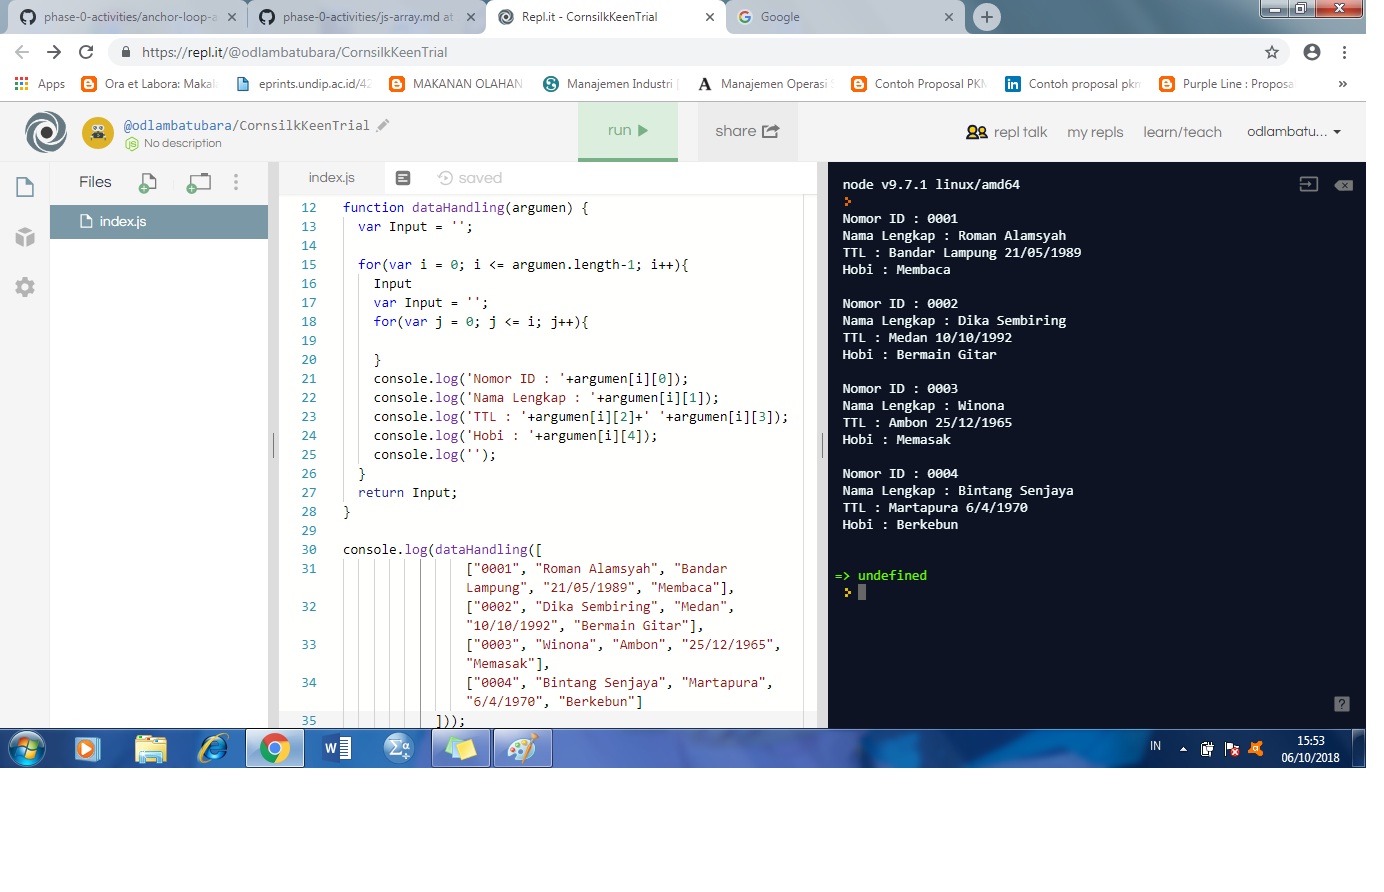 phase-0-activities/anchor-loop-a
phase-0-activities/js-array.md at
Repl.it - CornsilkKeenTrial
Google
https://repl.it/@odlambatubara/CornsilkKeenTrial
Apps
Ora et Labora: Makal
eprints.undip.ac.id/42
MAKANAN OLAHAN
Manajemen Industri
Manajemen Operasi
Contoh Proposal PKM
Contoh proposal pkm
Purple Line : Proposa
»
@odlambatubara/CornsilkKeenTrial
No description
run
share
repl talk
my repls
learn/teach
odlambatu...
Files
index.js
index.js
saved
12 function dataHandling(argumen) {
13 var Input = '';
14
15 for(var i = 0; i <= argumen.length-1; i++){
16 Input
17 var Input = '';
18 for(var j = 0; j <= i; j++){
19
20 }
21 console.log('Nomor ID : '+argumen[i][0]);
22 console.log('Nama Lengkap : '+argumen[i][1]);
23 console.log('TTL : '+argumen[i][2]+' '+argumen[i][3]);
24 console.log('Hobi : '+argumen[i][4]);
25 console.log('');
26 }
27 return Input;
28 }
29
30 console.log(dataHandling([
31 ["0001", "Roman Alamsyah", "Bandar
Lampung", "21/05/1989", "Membaca"],
32 ["0002", "Dika Sembiring", "Medan",
"10/10/1992", "Bermain Gitar"],
33 ["0003", "Winona", "Ambon", "25/12/1965",
"Memasak"],
34 ["0004", "Bintang Senjaya", "Martapura",
"6/4/1970", "Berkebun"]
35 ]));
node v9.7.1 linux/amd64
Nomor ID : 0001
Nama Lengkap : Roman Alamsyah
TTL : Bandar Lampung 21/05/1989
Hobi : Membaca
Nomor ID : 0002
Nama Lengkap : Dika Sembiring
TTL : Medan 10/10/1992
Hobi : Bermain Gitar
Nomor ID : 0003
Nama Lengkap : Winona
TTL : Ambon 25/12/1965
Hobi : Memasak
Nomor ID : 0004
Nama Lengkap : Bintang Senjaya
TTL : Martapura 6/4/1970
Hobi : Berkebun
=> undefined
?
IN
15:53
06/10/2018